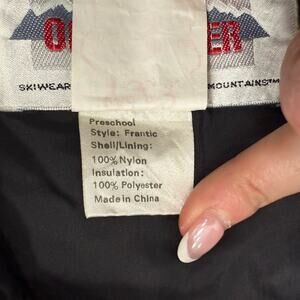 SKIWEAR
MOUNTAINS™
Preschool
Style: Frantic
Shell/Lining:
100% Nylon
Insulation:
100% Polyester
Made in China